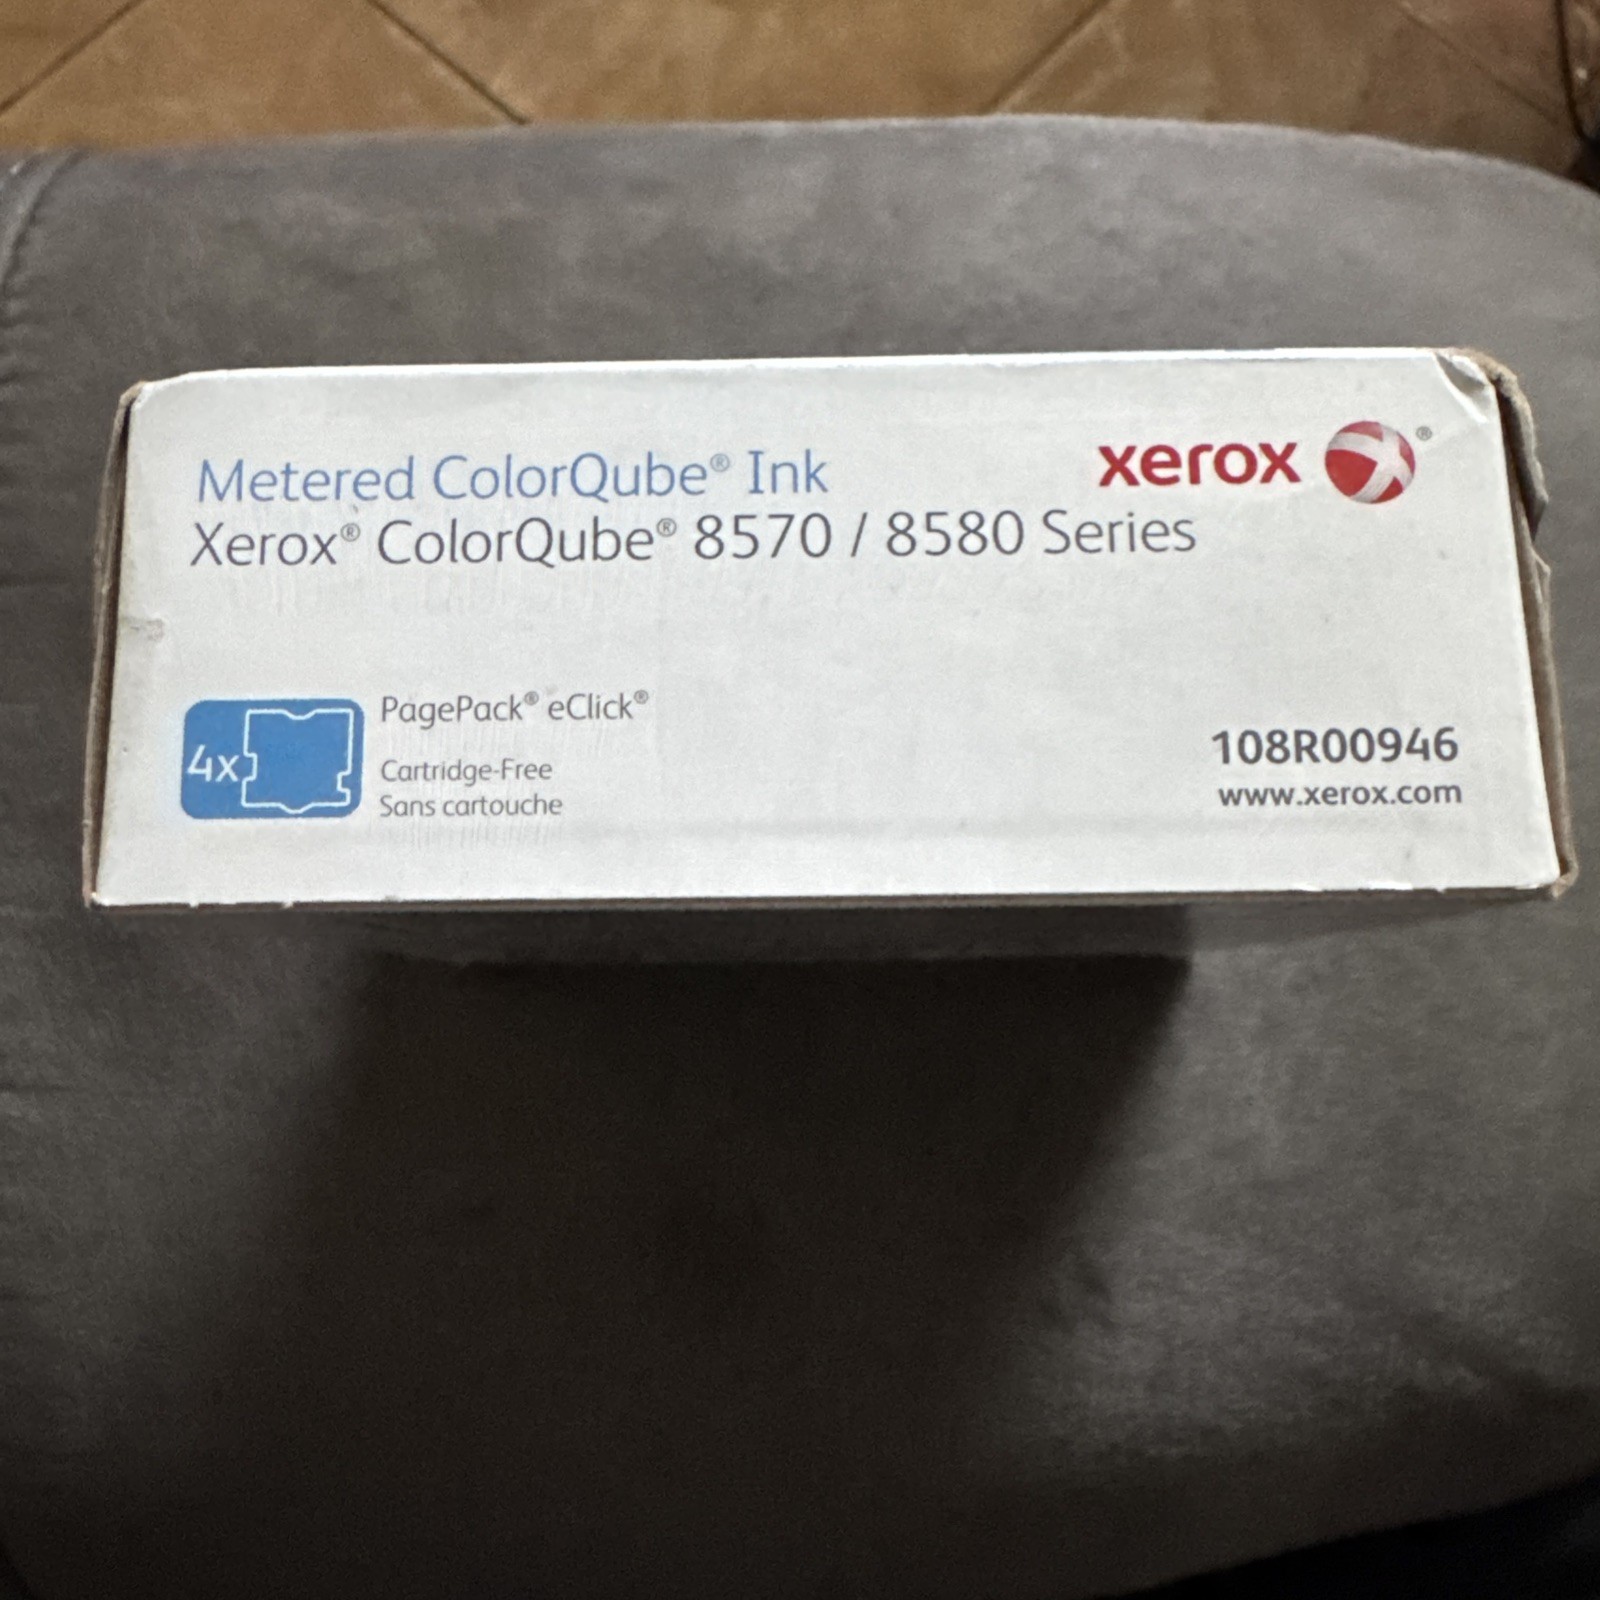 Metered ColorQube® Ink
xerox ®
Xerox® ColorQube® 8570 / 8580 Series
4x
PagePack® eClick®
Cartridge-Free
Sans cartouche
108R00946
www.xerox.com